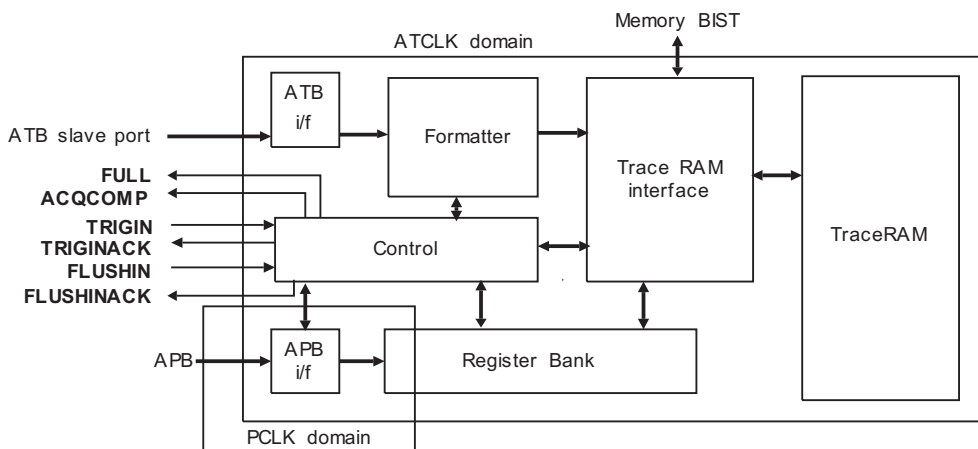 Memory BIST
ATCLK domain
ATB
i/f
Formatter
Trace RAM
interface
TraceRAM
ATB slave port
FULL
ACQCOMP
TRIGIN
TRIGINACK
FLUSHIN
FLUSHINACK
Control
APB
APB
i/f
Register Bank
PCLK domain